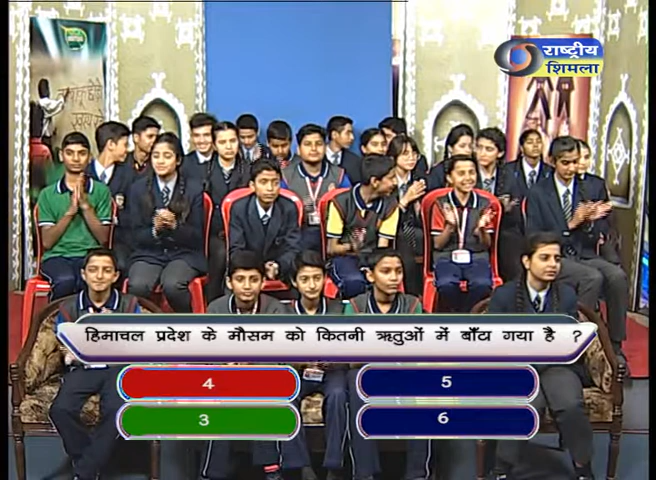 राष्ट्रीय
शिमला
हिमाचल प्रदेश के मौसम को कितनी ऋतुओं में बाँटा गया है ?
4
5
3
6